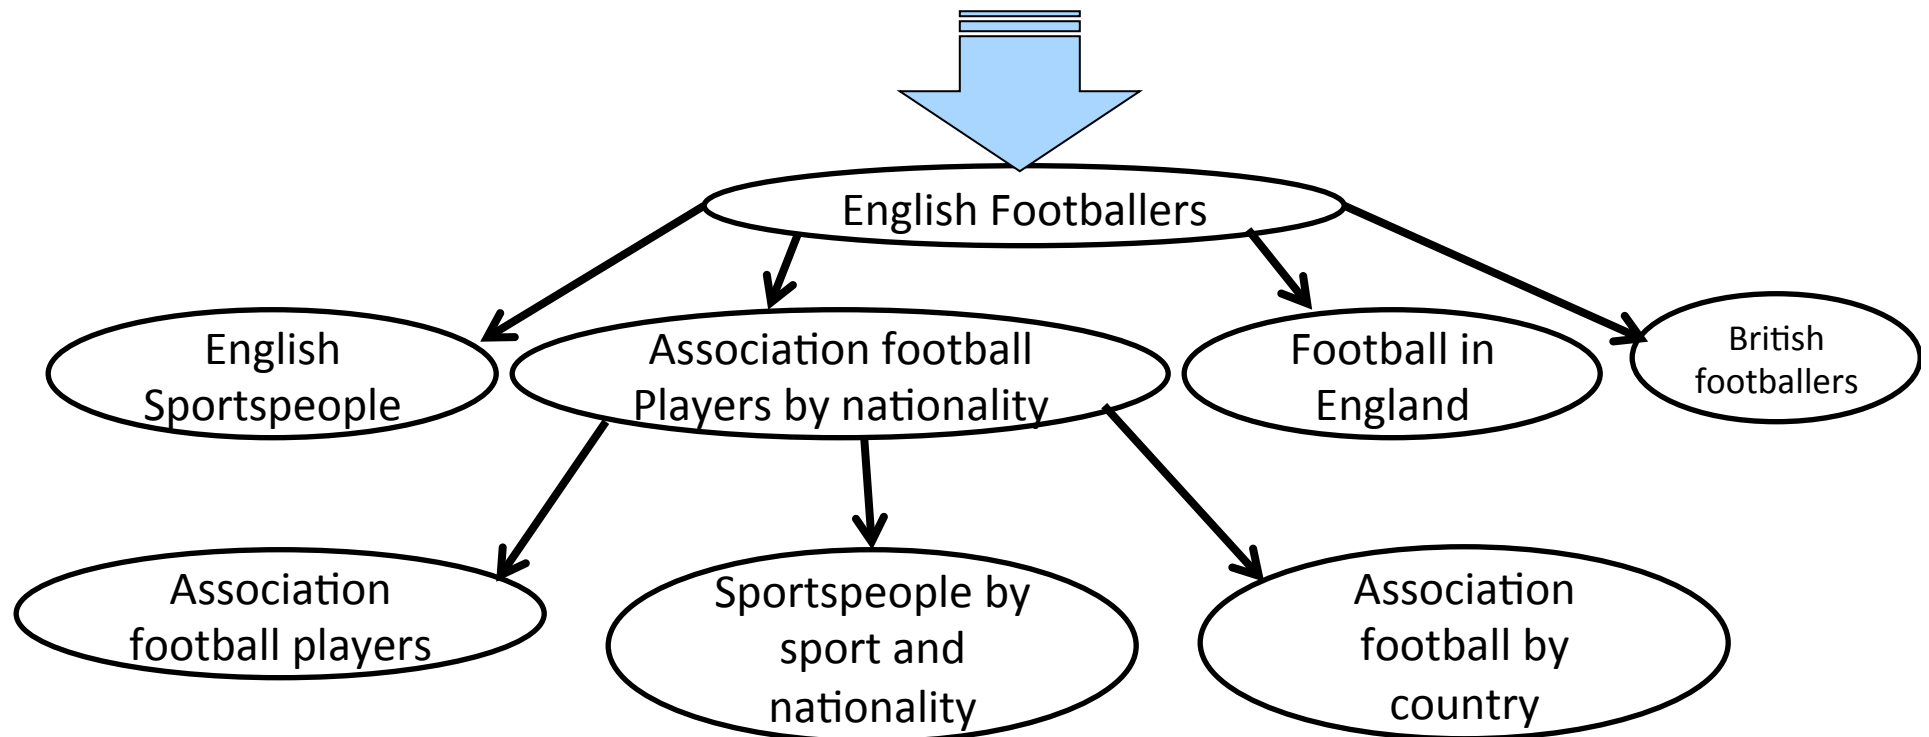 English Footballers
English
Sportspeople
Association football
Players by nationality
Football in
England
British
footballers
Association
football players
Sportspeople by
sport and
nationality
Association
football by
country